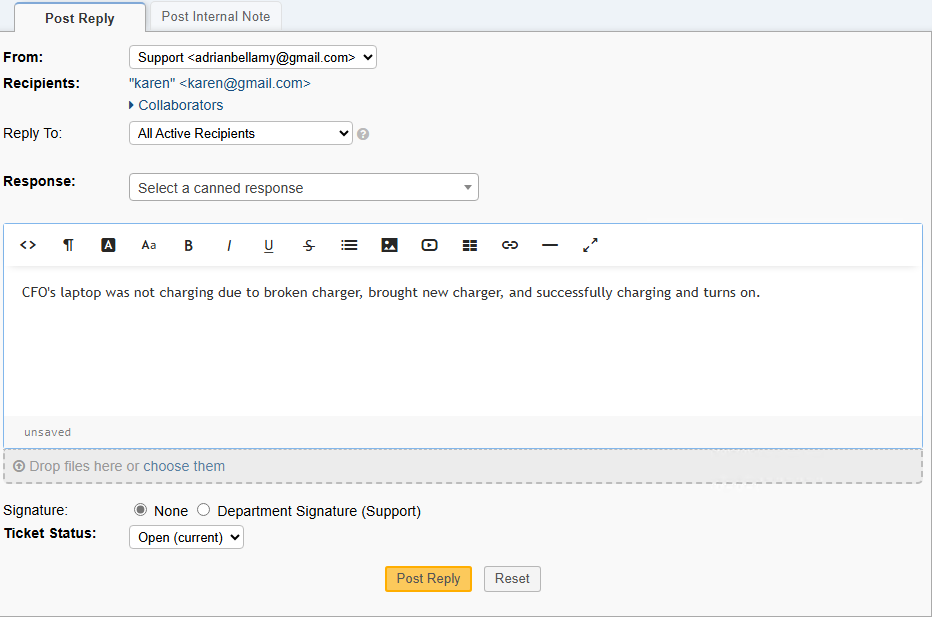 Post Reply
Post Internal Note
From: Support <adrianbellamy@gmail.com>
Recipients: "karen" <karen@gmail.com>
Collaborators
Reply To: All Active Recipients ?
Response: Select a canned response
<> ¶ A Aa B I U S
CFO's laptop was not charging due to broken charger, brought new charger, and successfully charging and turns on.
unsaved
Drop files here or choose them
Signature: None Department Signature (Support)
Ticket Status: Open (current)
Post Reply Reset